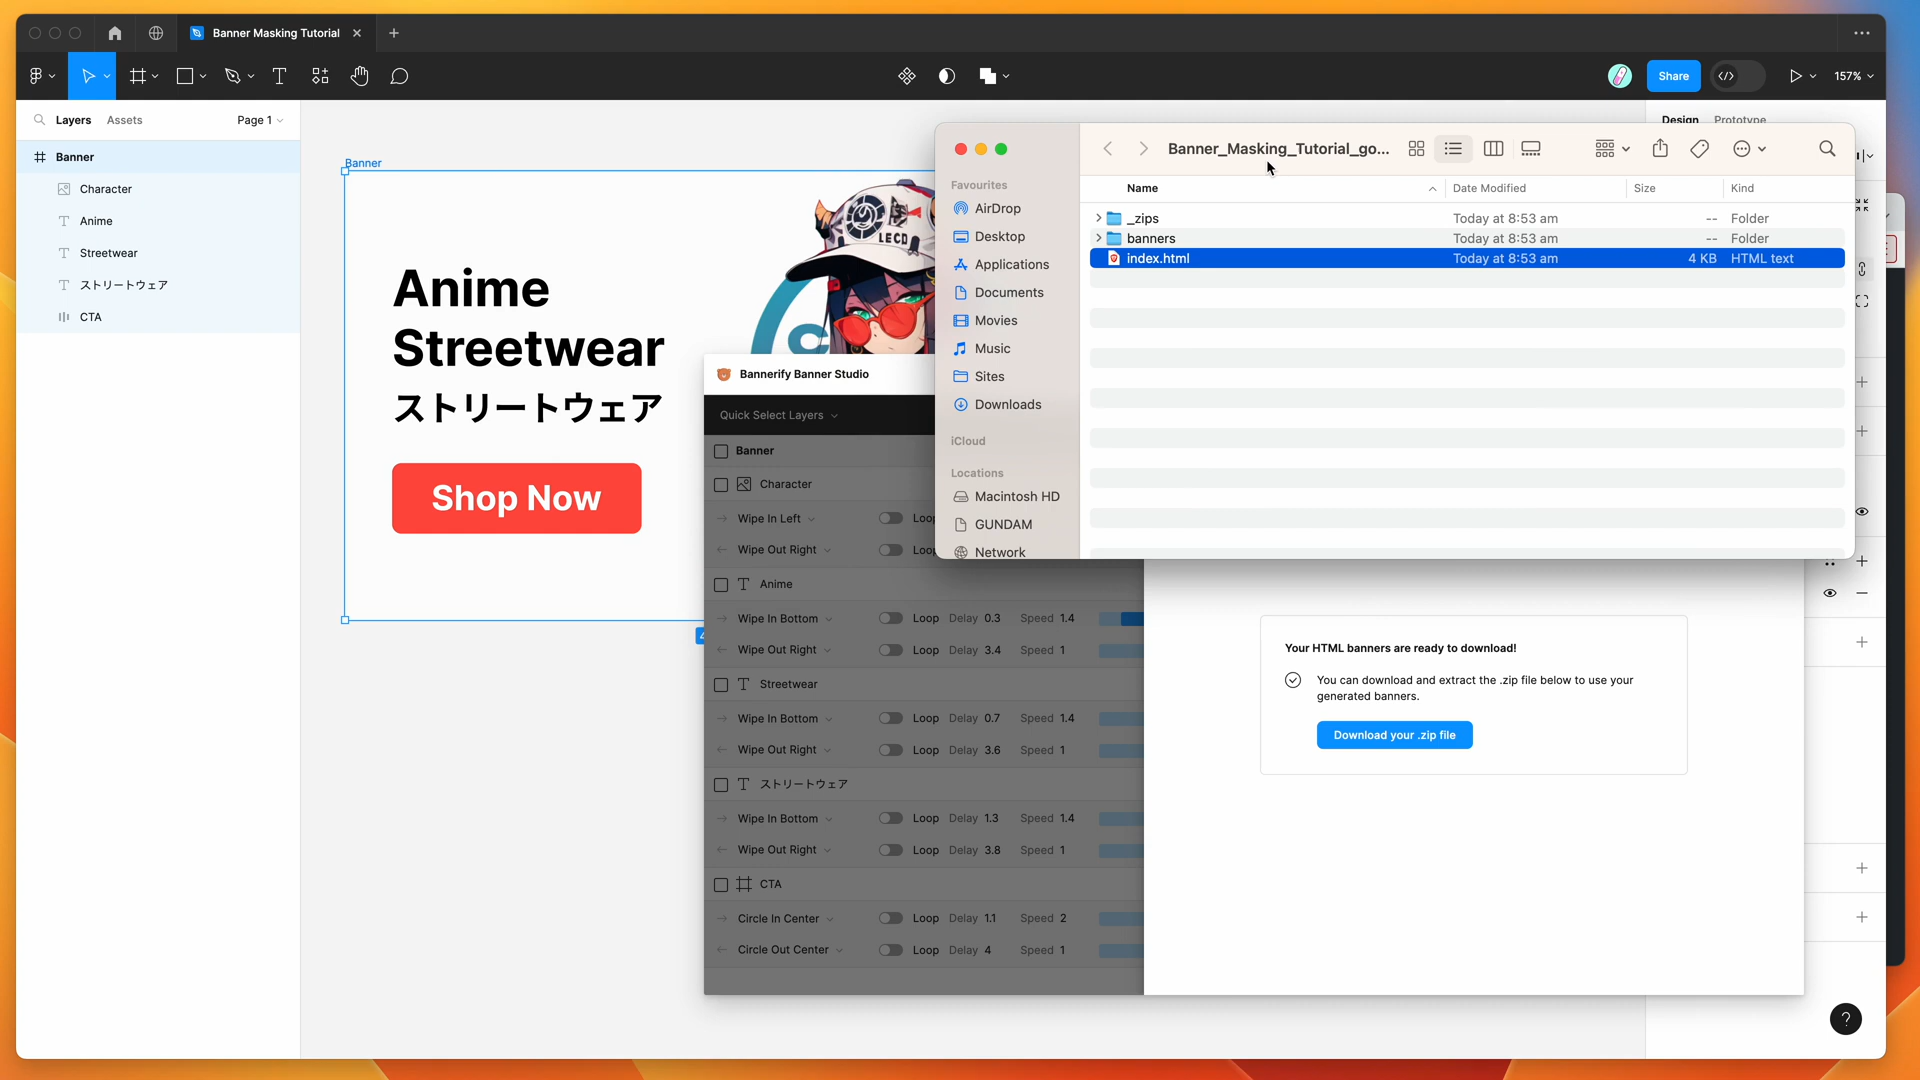 Banner Masking Tutorial
Share
157%
Layers
Assets
Page 1
Design
Prototype
Banner
Character
Anime
Streetwear
ストリートウェア
CTA
Banner
Anime
Streetwear
ストリートウェア
Shop Now
LECD
Bannerify Banner Studio
Quick Select Layers
Banner
Character
Wipe In Left
Wipe Out Right
Anime
Wipe In Bottom Loop Delay 0.3 Speed 1.4
Wipe Out Right Loop Delay 3.4 Speed 1
Streetwear
Wipe In Bottom Loop Delay 0.7 Speed 1.4
Wipe Out Right Loop Delay 3.6 Speed 1
ストリートウェア
Wipe In Bottom Loop Delay 1.3 Speed 1.4
Wipe Out Right Loop Delay 3.8 Speed 1
CTA
Circle In Center Loop Delay 1.1 Speed 2
Circle Out Center Loop Delay 4 Speed 1
Banner_Masking_Tutorial_go...
Favourites
AirDrop
Desktop
Applications
Documents
Movies
Music
Sites
Downloads
iCloud
Locations
Macintosh HD
GUNDAM
Network
Name Date Modified Size Kind
_zips Today at 8:53 am -- Folder
banners Today at 8:53 am -- Folder
index.html Today at 8:53 am 4 KB HTML text
Your HTML banners are ready to download!
You can download and extract the .zip file below to use your
generated banners.
Download your .zip file
?